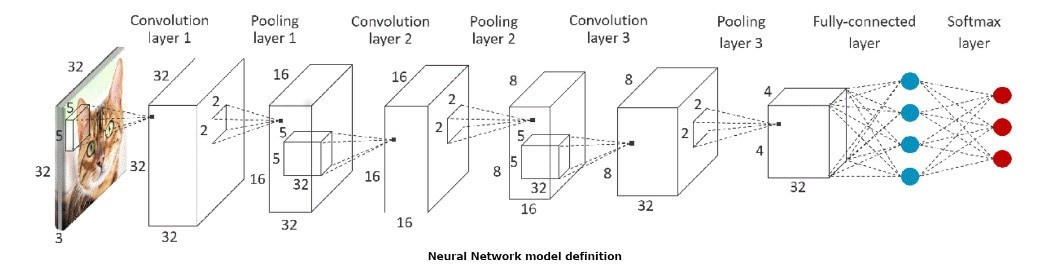 Convolution
layer 1
Pooling
layer 1
Convolution
layer 2
Pooling
layer 2
Convolution
layer 3
Pooling
layer 3
Fully-connected
layer
Softmax
layer
32
5
5
32
3
32
32
32
2
2
16
5
5
32
16
32
16
16
16
2
2
8
5
5
32
8
16
8
8
32
2
2
4
4
32
Neural Network model definition